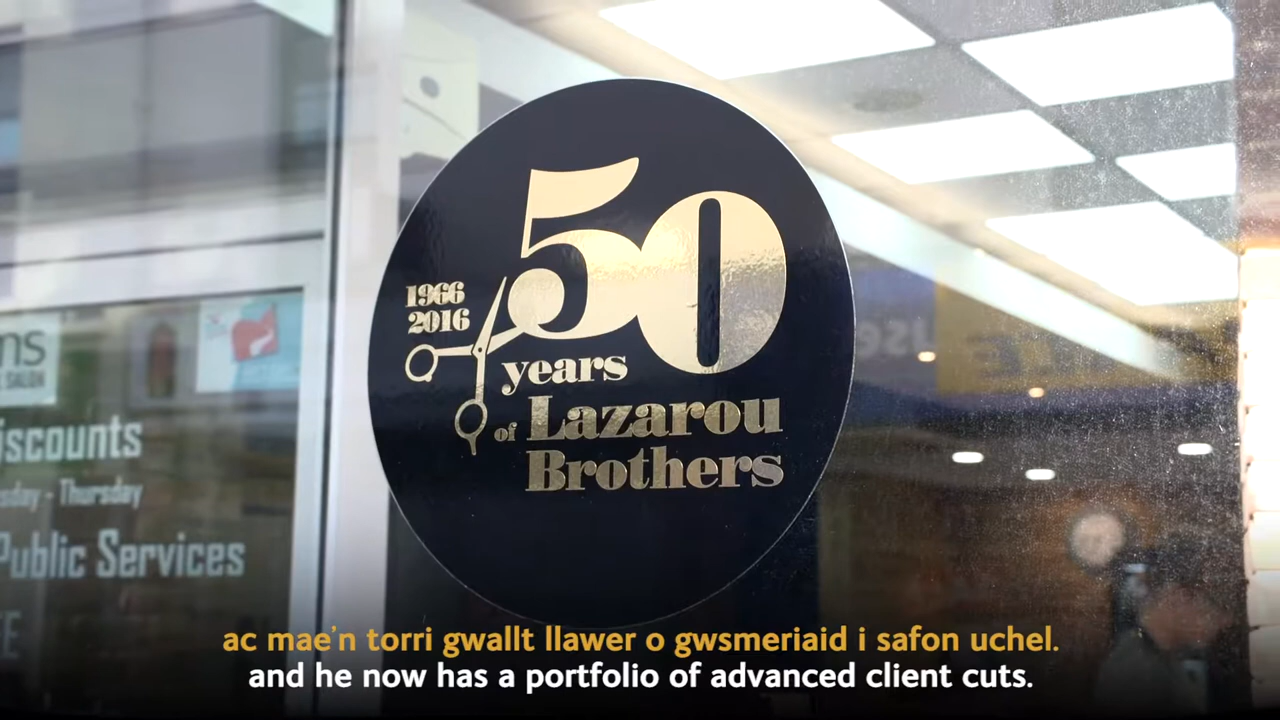 50
1966
2016
years
of Lazarou
Brothers
SALON
Public Services
Thursday
ac mae'n torri gwallt llawer o gwsmeriaid i safon uchel.
and he now has a portfolio of advanced client cuts.